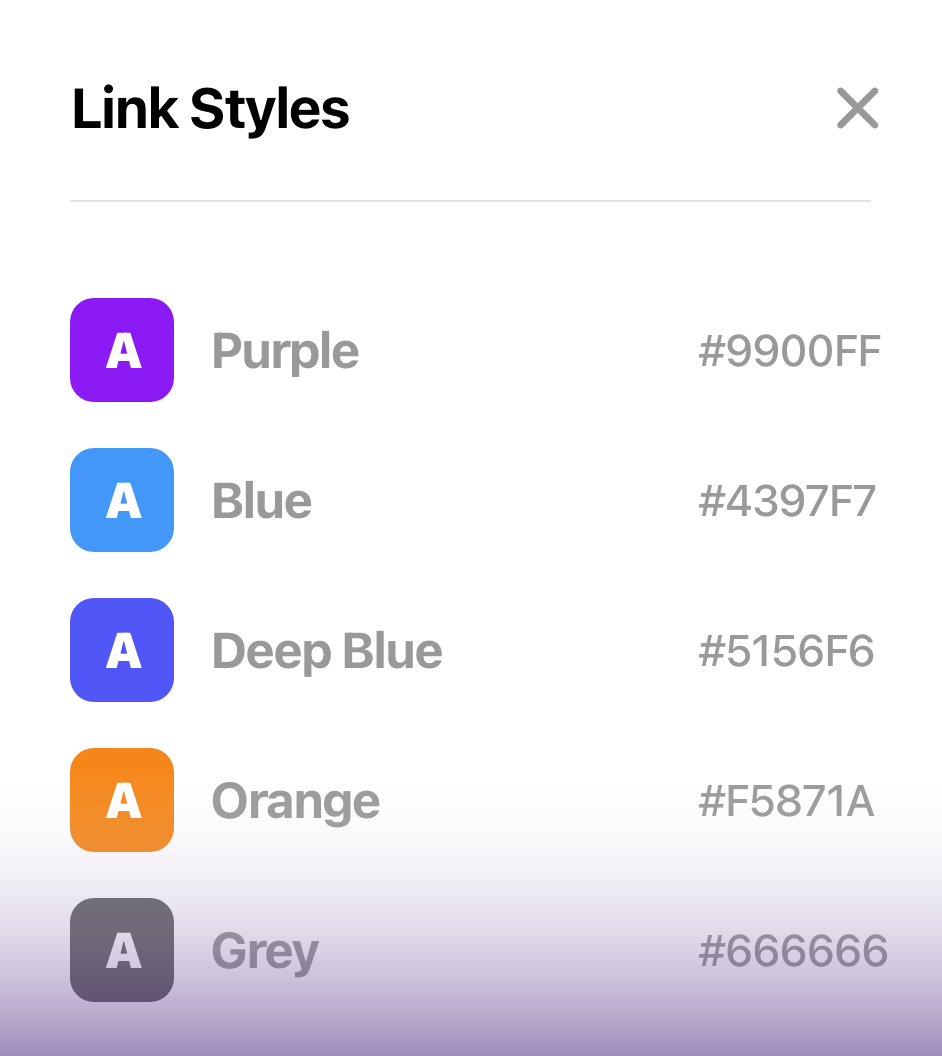 Link Styles
A Purple #9900FF
A Blue #4397F7
A Deep Blue #5156F6
A Orange #F5871A
A Grey #666666